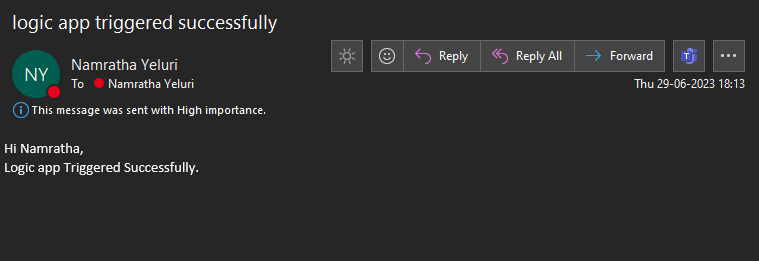 logic app triggered successfully
NY
Namratha Yeluri
To Namratha Yeluri
Reply
Reply All
Forward
T
Thu 29-06-2023 18:13
This message was sent with High importance.
Hi Namratha,
Logic app Triggered Successfully.